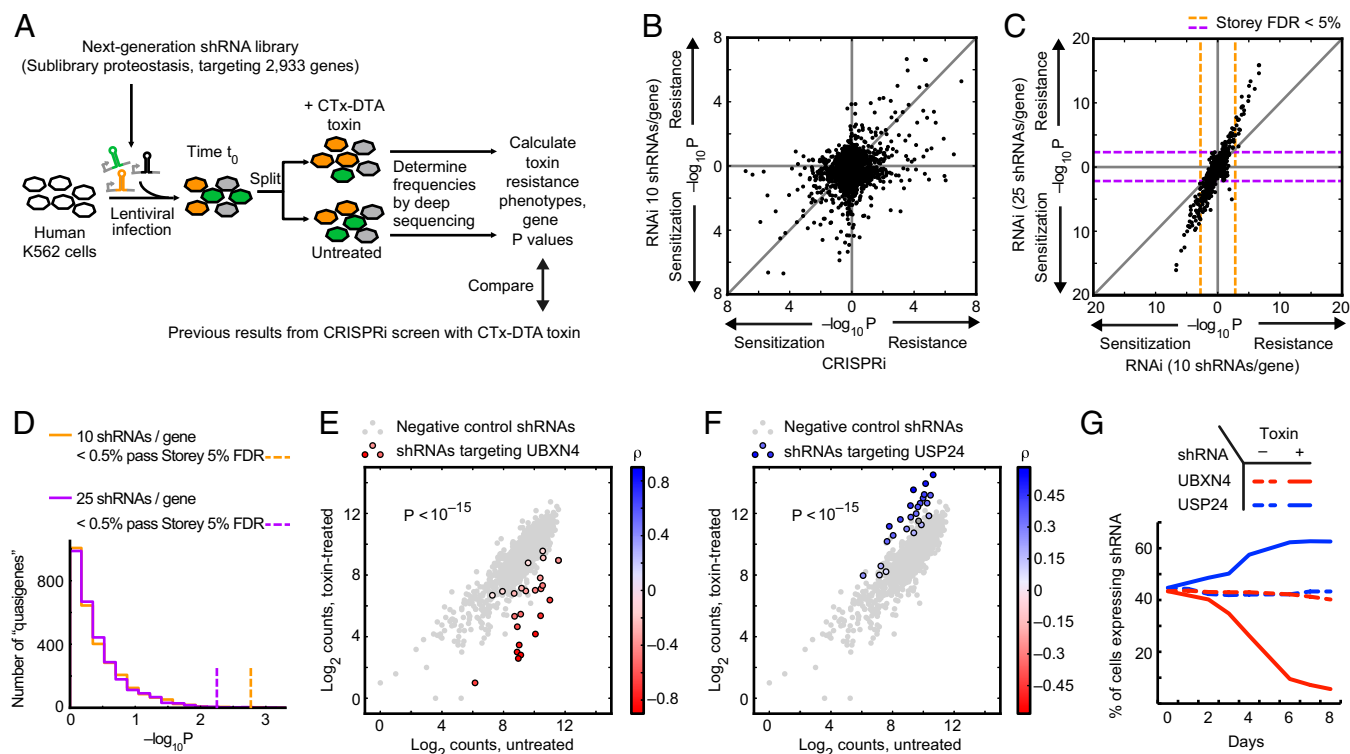 A
Next-generation shRNA library
(Sublibrary proteostasis, targeting 2,933 genes)
+ CTx-DTA
toxin
Time t0
Split
Lentiviral
infection
Human
K562 cells
Determine
frequencies
by deep
sequencing
Untreated
Calculate
toxin
resistance
phenotypes,
gene
P values
Compare
Previous results from CRISPRi screen with CTx-DTA toxin
B
RNAi 10 shRNAs/gene)
–log10P
Sensitization
Resistance
8
4
0
4
8
8
4
0
4
8
–log10P
Sensitization
Resistance
CRISPRi
C
Storey FDR < 5%
RNAi (25 shRNAs/gene)
–log10P
Sensitization
Resistance
20
10
0
10
20
20
10
0
10
20
–log10P
Sensitization
Resistance
RNAi (10 shRNAs/gene)
D
10 shRNAs / gene
< 0.5% pass Storey 5% FDR
25 shRNAs / gene
< 0.5% pass Storey 5% FDR
Number of “quasigenes”
800
400
0
0
1
2
3
–log10P
E
Negative control shRNAs
shRNAs targeting UBXN4
P < 10–15
Log2 counts, toxin-treated
12
8
4
0
0
4
8
12
Log2 counts, untreated
ρ
0.8
0.4
0
–0.4
–0.8
F
Negative control shRNAs
shRNAs targeting USP24
P < 10–15
Log2 counts, toxin-treated
12
8
4
0
0
4
8
12
Log2 counts, untreated
ρ
0.45
0.3
0.15
0
–0.15
–0.3
–0.45
G
Toxin
shRNA
–
+
UBXN4
USP24
% of cells expressing shRNA
60
40
20
0
0
2
4
6
8
Days